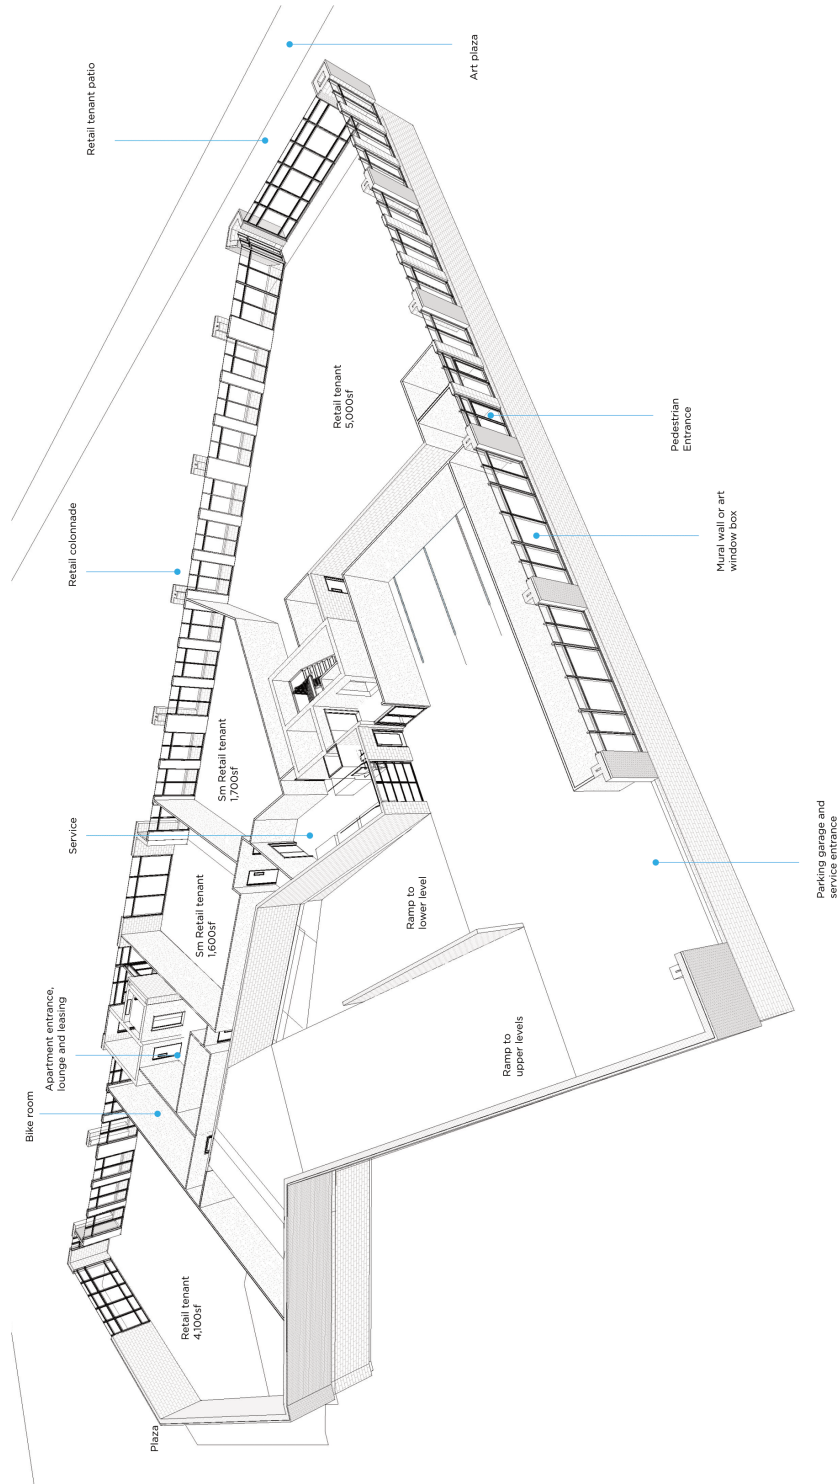 Art plaza
Retail tenant patio
Retail tenant
5,000sf
Pedestrian
Entrance
Mural wall or art
window box
Retail colonnade
Sm Retail tenant
1,700sf
Service
Parking garage and
service entrance
Ramp to
lower level
Sm Retail tenant
1,600sf
Ramp to
upper levels
Apartment entrance,
lounge and leasing
Bike room
Retail tenant
4,100sf
Plaza